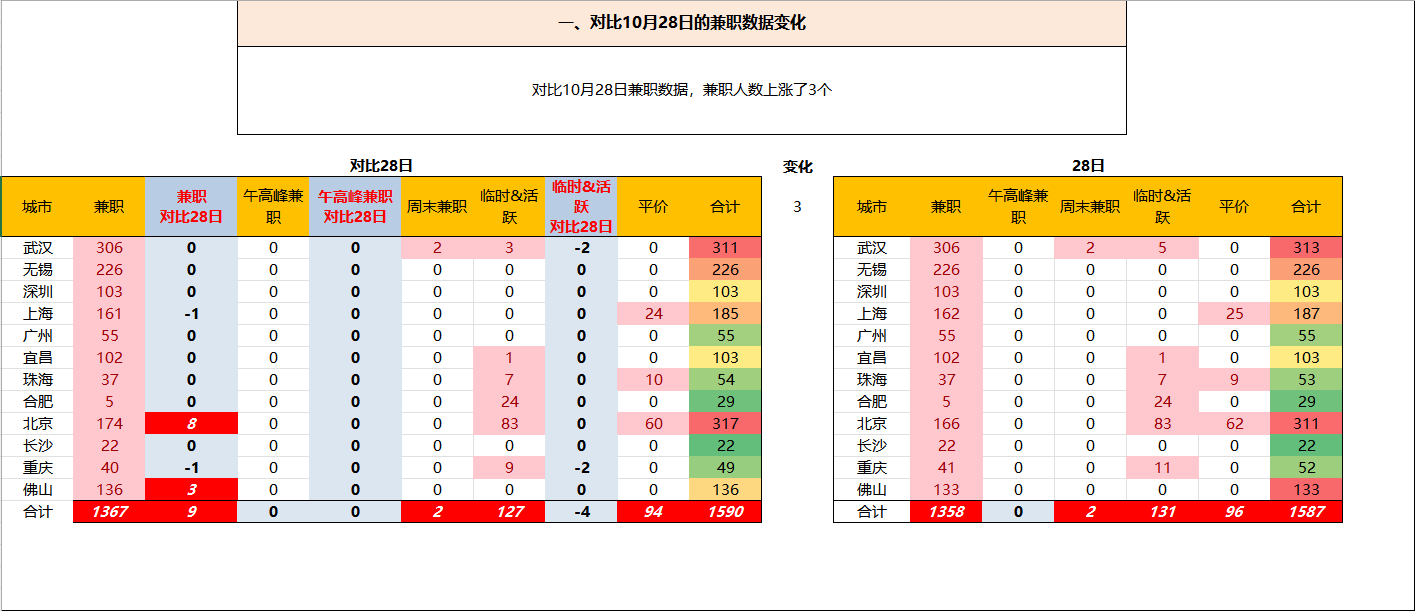 一、对比10月28日的兼职数据变化
对比10月28日兼职数据，兼职人数上涨了3个
对比28日 变化 28日
城市 兼职 兼职 对比28日 午高峰兼职 午高峰兼职 对比28日 周末兼职 临时&活跃 临时&活跃 对比28日 平价 合计 3 城市 兼职 午高峰兼职 周末兼职 临时&活跃 平价 合计
武汉 306 0 0 0 2 3 -2 0 311 武汉 306 0 2 5 0 313
无锡 226 0 0 0 0 0 0 0 226 无锡 226 0 0 0 0 226
深圳 103 0 0 0 0 0 0 0 103 深圳 103 0 0 0 0 103
上海 161 -1 0 0 0 0 0 24 185 上海 162 0 0 0 25 187
广州 55 0 0 0 0 0 0 0 55 广州 55 0 0 0 0 55
宜昌 102 0 0 0 0 1 0 0 103 宜昌 102 0 0 1 0 103
珠海 37 0 0 0 0 7 0 10 54 珠海 37 0 0 7 9 53
合肥 5 0 0 0 0 24 0 0 29 合肥 5 0 0 24 0 29
北京 174 8 0 0 0 83 0 60 317 北京 166 0 0 83 62 311
长沙 22 0 0 0 0 0 0 0 22 长沙 22 0 0 0 0 22
重庆 40 -1 0 0 0 9 -2 0 49 重庆 41 0 0 11 0 52
佛山 136 3 0 0 0 0 0 0 136 佛山 133 0 0 0 0 133
合计 1367 9 0 0 2 127 -4 94 1590 合计 1358 0 2 131 96 1587